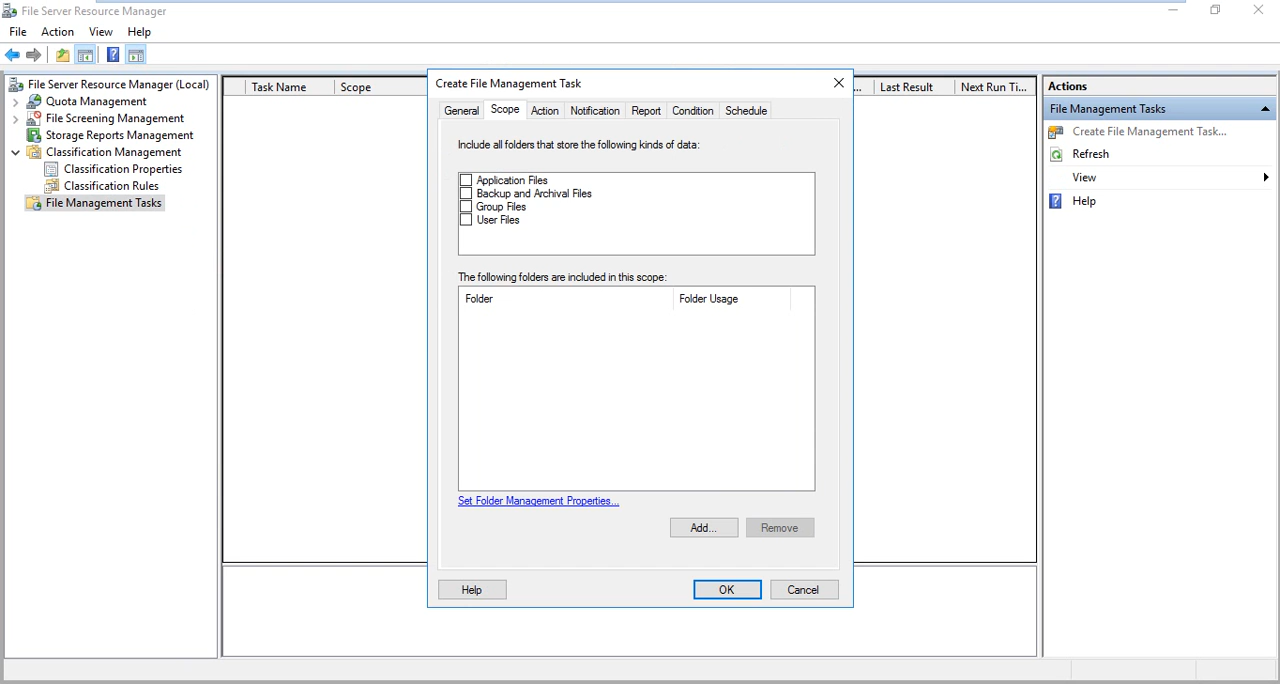 File Server Resource Manager
File Action View Help
File Server Resource Manager (Local)
Quota Management
File Screening Management
Storage Reports Management
Classification Management
Classification Properties
Classification Rules
File Management Tasks
Task Name Scope ... Last Result Next Run Ti...
Create File Management Task
General Scope Action Notification Report Condition Schedule
Include all folders that store the following kinds of data:
Application Files
Backup and Archival Files
Group Files
User Files
The following folders are included in this scope:
Folder Folder Usage
Set Folder Management Properties...
Add... Remove
Help OK Cancel
Actions
File Management Tasks
Create File Management Task...
Refresh
View
Help